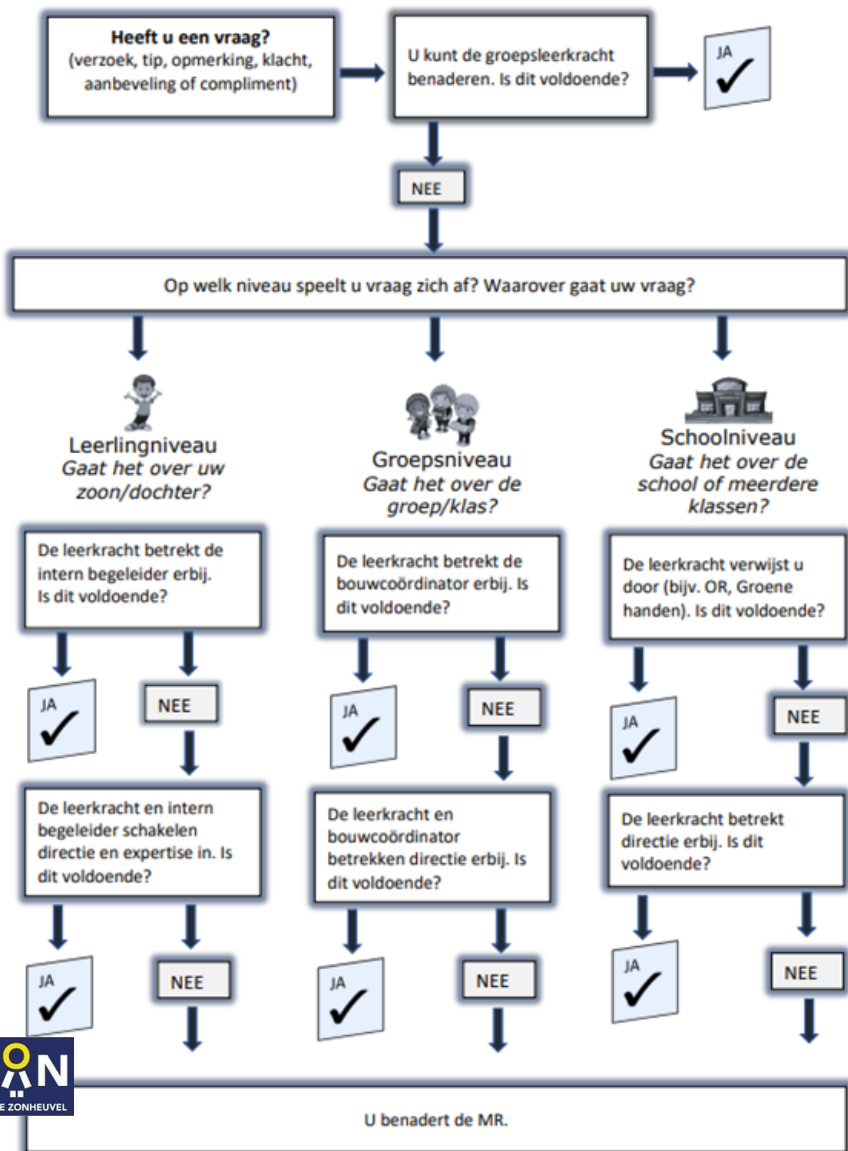 Heeft u een vraag?
(verzoek, tip, opmerking, klacht,
aanbeveling of compliment)
U kunt de groepsleerkracht
benaderen. Is dit voldoende?
JA
NEE
Op welk niveau speelt u vraag zich af? Waarover gaat uw vraag?
Leerlingniveau
Gaat het over uw
zoon/dochter?
Groepsniveau
Gaat het over de
groep/klas?
Schoolniveau
Gaat het over de
school of meerdere
klassen?
De leerkracht betrekt de
intern begeleider erbij.
Is dit voldoende?
De leerkracht betrekt de
bouwcoördinator erbij. Is
dit voldoende?
De leerkracht verwijst u
door (bijv. OR, Groene
handen). Is dit voldoende?
JA
NEE
JA
NEE
JA
NEE
De leerkracht en intern
begeleider schakelen
directie en expertise in. Is
dit voldoende?
De leerkracht en
bouwcoördinator
betrekken directie erbij. Is
dit voldoende?
De leerkracht betrekt
directie erbij. Is dit
voldoende?
JA
NEE
JA
NEE
JA
NEE
N
E ZONHEUVEL
U benadert de MR.